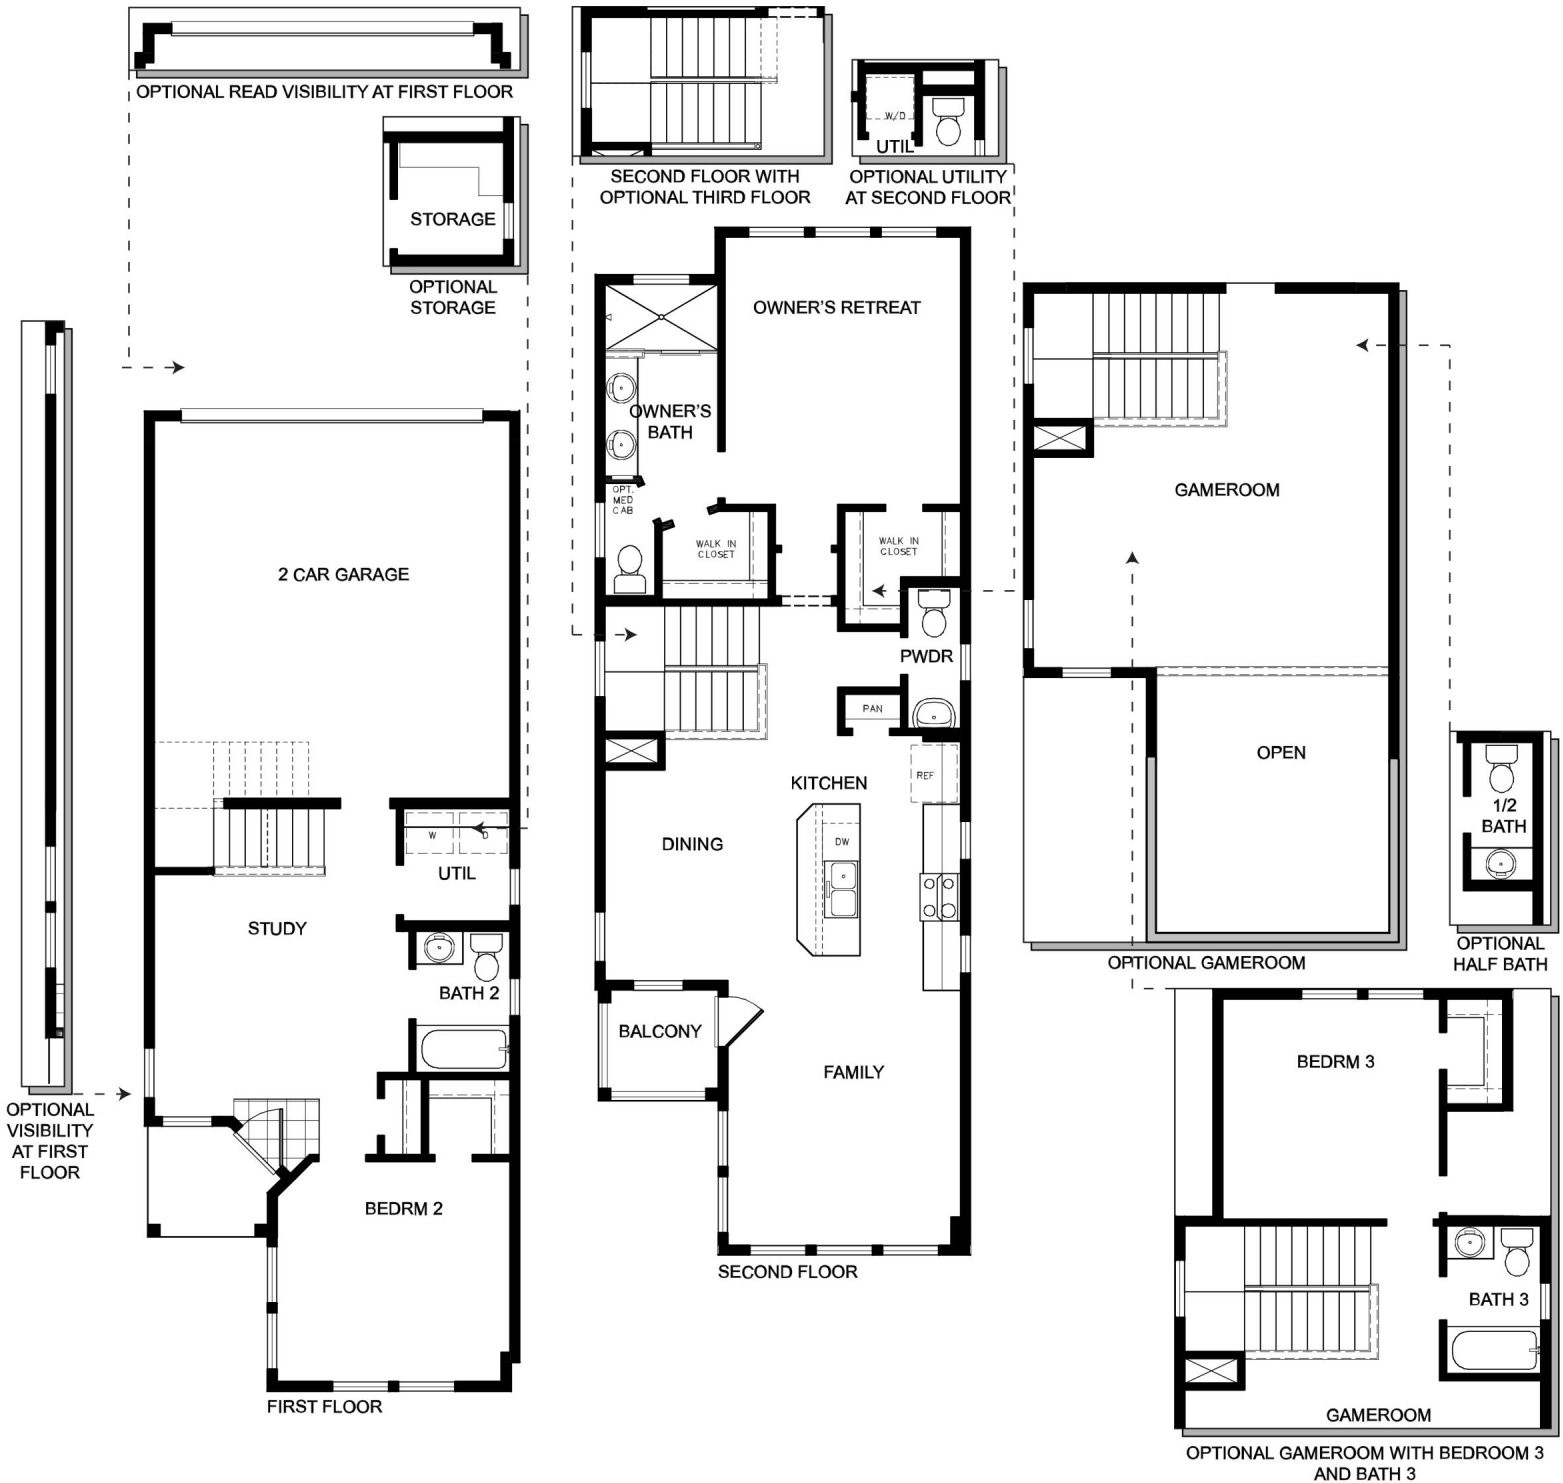 OPTIONAL READ VISIBILITY AT FIRST FLOOR
STORAGE
OPTIONAL
STORAGE
SECOND FLOOR WITH
OPTIONAL THIRD FLOOR
W/D
UTIL
OPTIONAL UTILITY
AT SECOND FLOOR
OPTIONAL
VISIBILITY
AT FIRST
FLOOR
2 CAR GARAGE
W
D
UTIL
STUDY
BATH 2
BEDRM 2
FIRST FLOOR
OWNER'S RETREAT
OWNER'S
BATH
OPT.
MED
CAB
WALK IN
CLOSET
WALK IN
CLOSET
PWDR
PAN
REF
KITCHEN
DINING
DW
BALCONY
FAMILY
SECOND FLOOR
GAMEROOM
OPEN
OPTIONAL GAMEROOM
1/2
BATH
OPTIONAL
HALF BATH
BEDRM 3
BATH 3
GAMEROOM
OPTIONAL GAMEROOM WITH BEDROOM 3
AND BATH 3